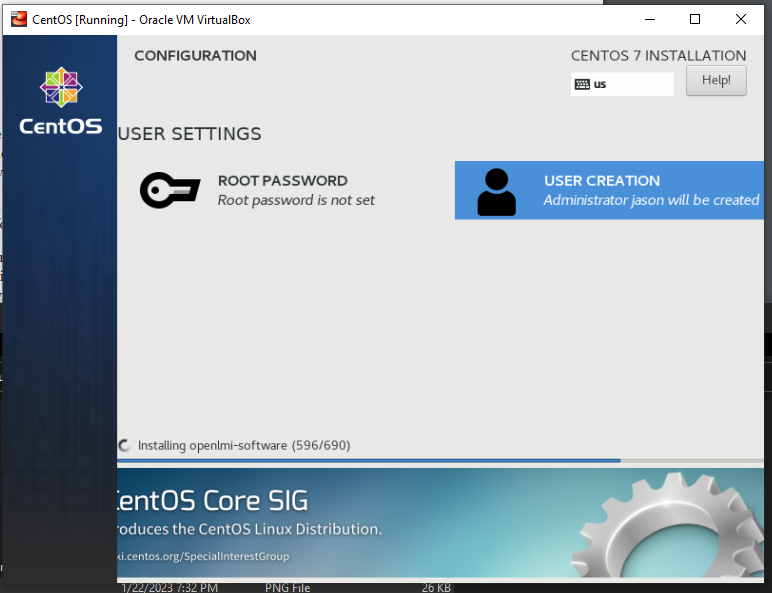 CentOS [Running] - Oracle VM VirtualBox
CONFIGURATION
CENTOS 7 INSTALLATION
us
Help!
CentOS
USER SETTINGS
ROOT PASSWORD
Root password is not set
USER CREATION
Administrator jason will be created
Installing openlmi-software (596/690)
entOS Core SIG
roduces the CentOS Linux Distribution.
ki.centos.org/SpecialInterestGroup
1/22/2023 7:32 PM PNG File 26 KB